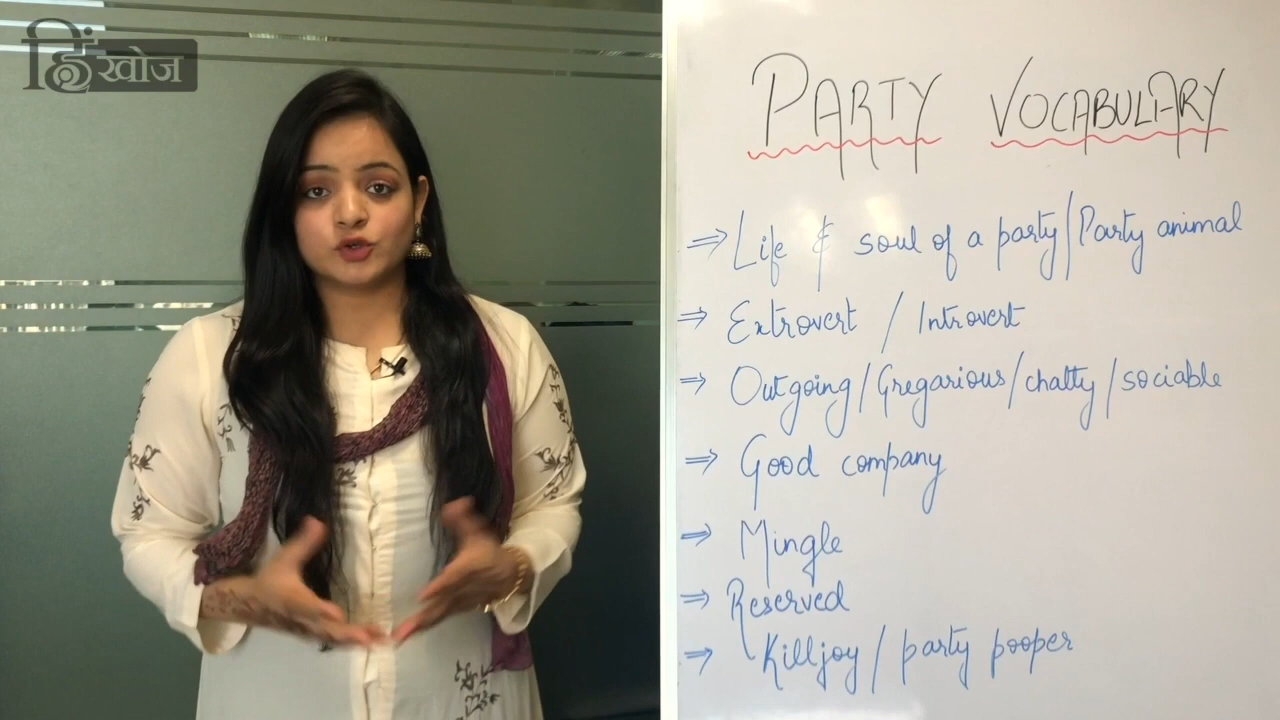 हिंखोज
PARTY VOCABULARY
⇒ Life & soul of a party/Party animal
⇒ Extrovert / Introvert
⇒ Outgoing/Gregarious/chatty/sociable
⇒ Good company
⇒ Mingle
⇒ Reserved
⇒ Killjoy/party pooper